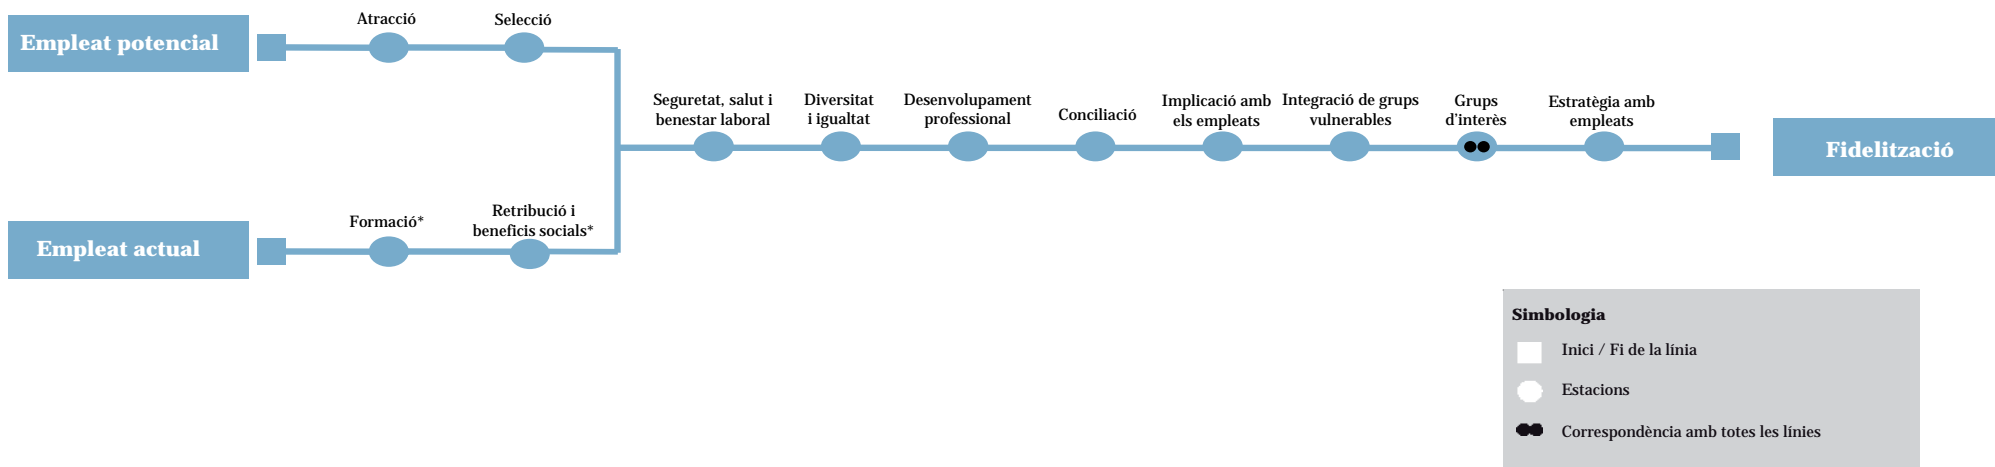 Empleat potencial
Atracció
Selecció
Seguretat, salut i
benestar laboral
Diversitat
i igualtat
Desenvolupament
professional
Conciliació
Implicació amb
els empleats
Integració de grups
vulnerables
Grups
d'interès
Estratègia amb
empleats
Fidelització
Empleat actual
Formació*
Retribució i
beneficis socials*
Simbologia
Inici / Fi de la línia
Estacions
Correspondència amb totes les línies